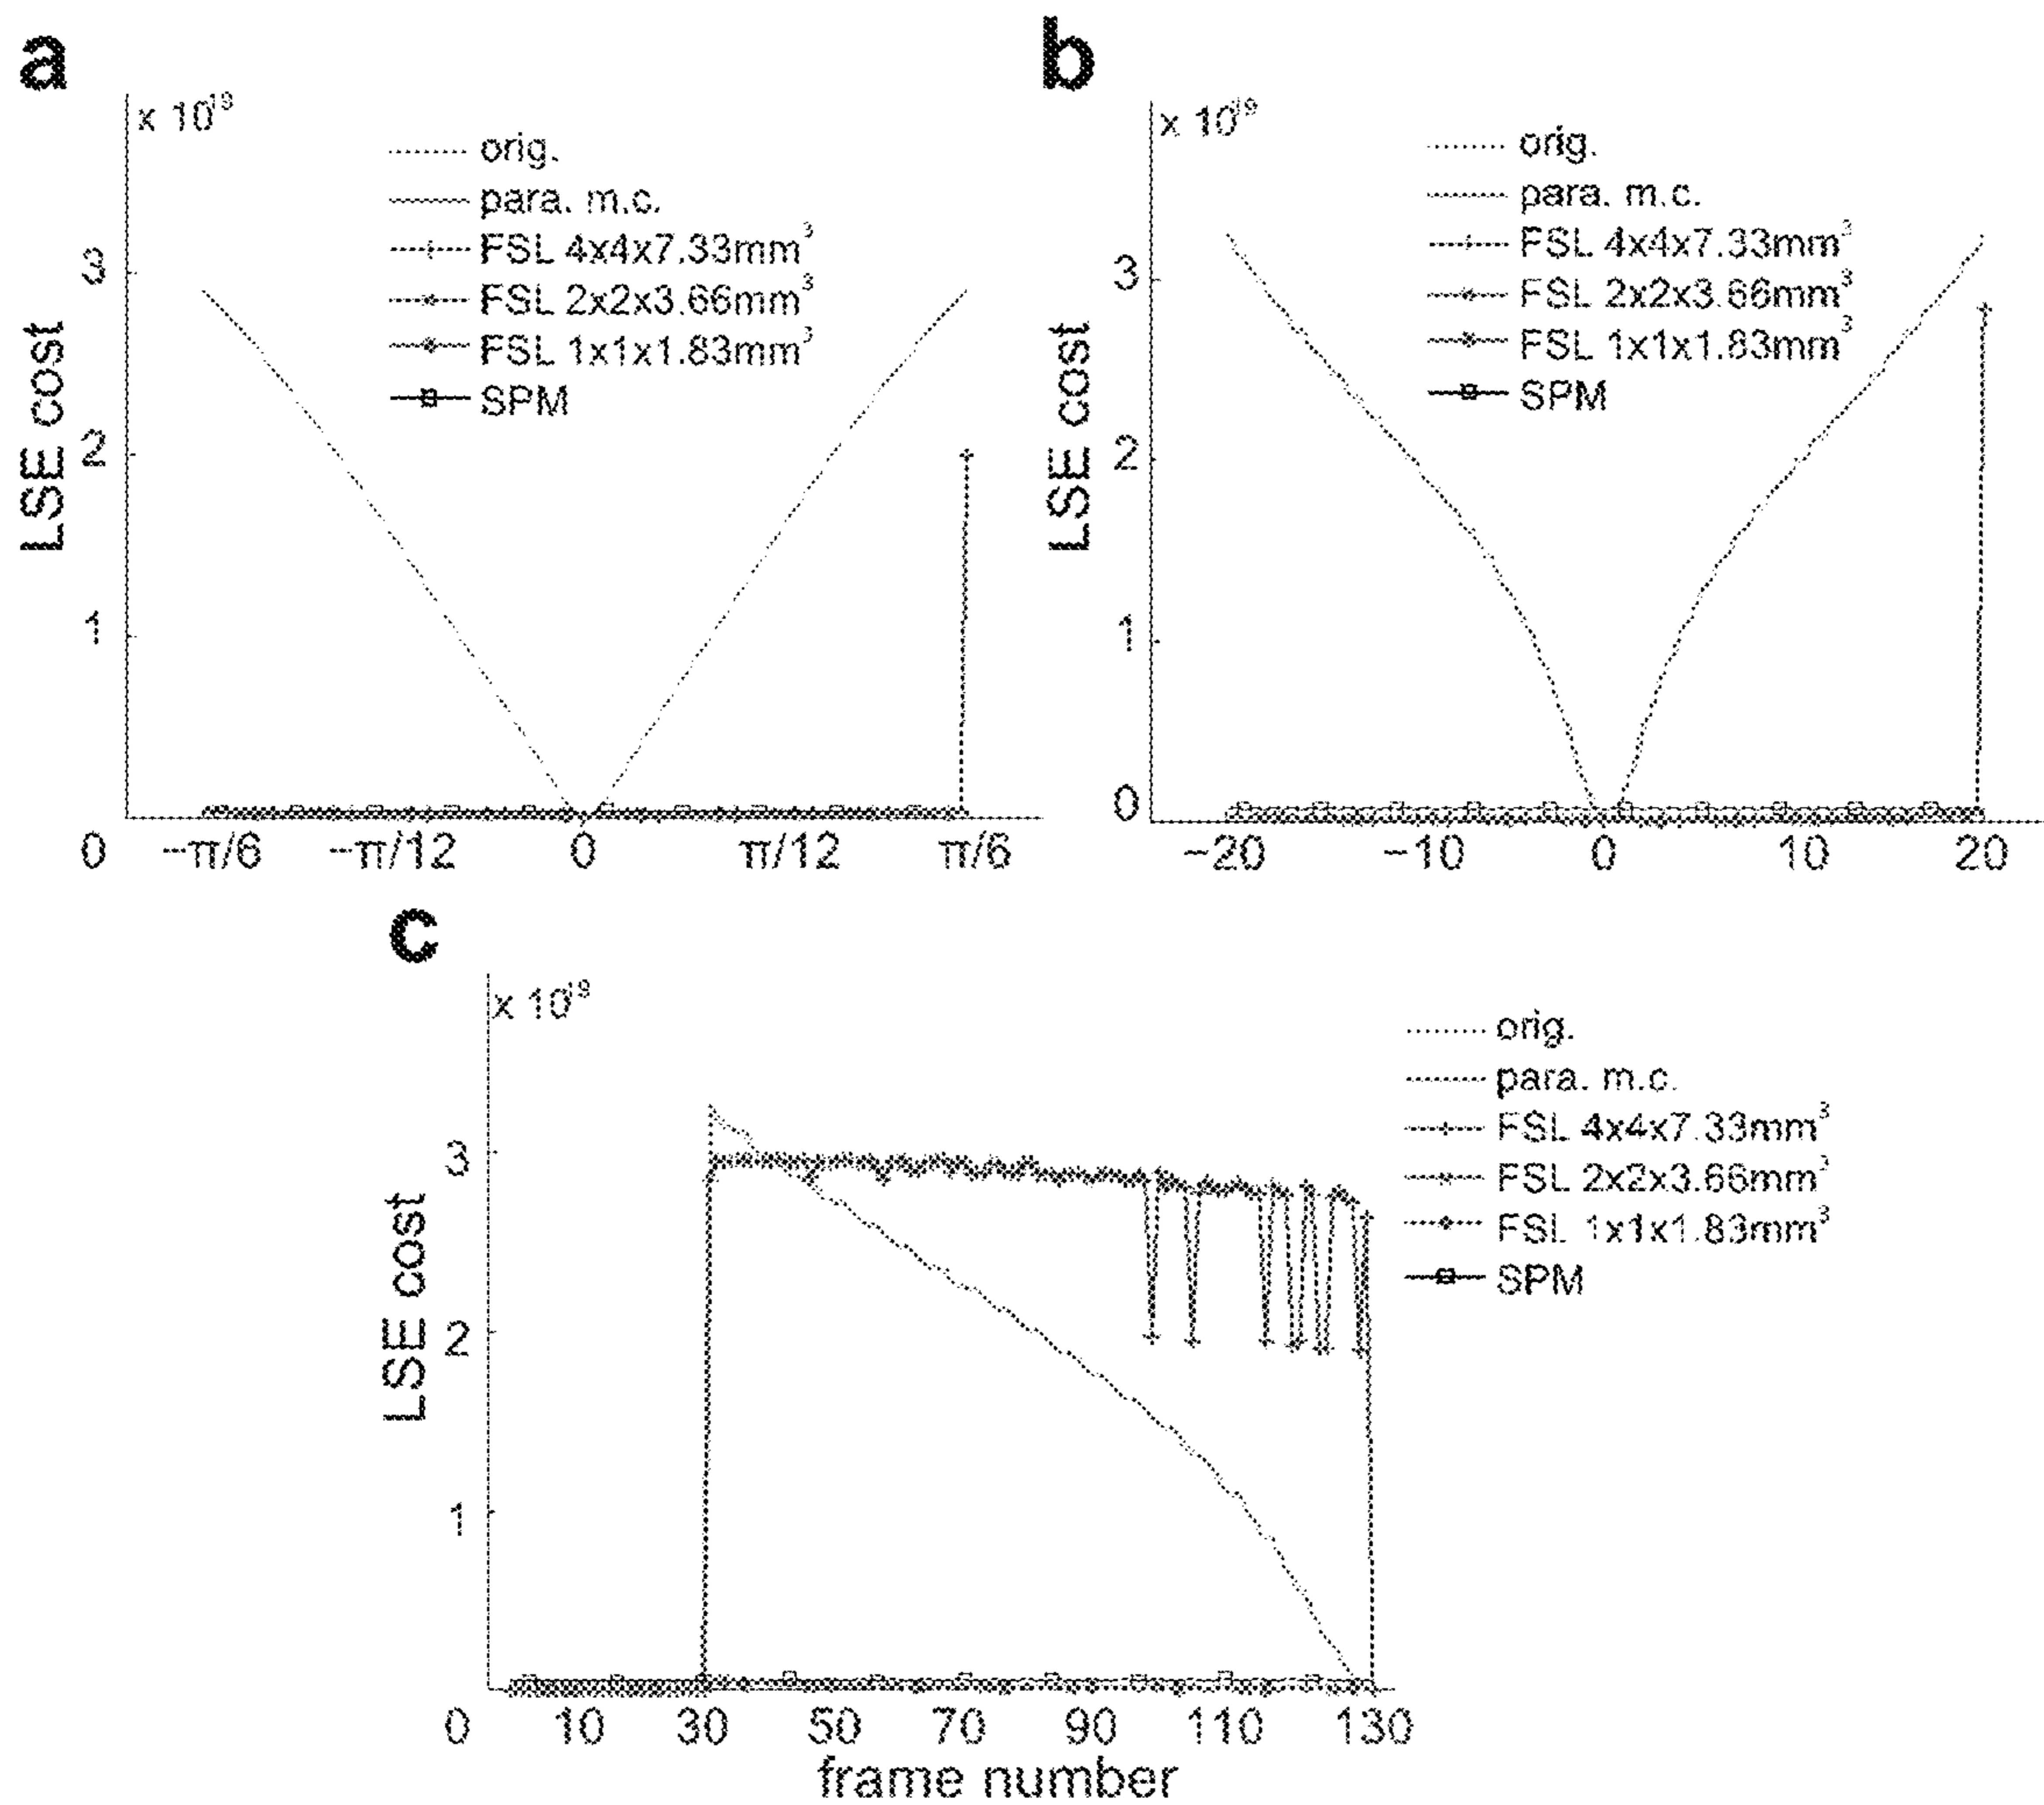 a
x 10¹⁹
orig.
para. m.c.
FSL 4x4x7.33mm³
FSL 2x2x3.66mm³
FSL 1x1x1.83mm³
SPM
LSE cost
3
2
1
0 −π/6 −π/12 0 π/12 π/6
b
x 10¹⁹
orig.
para. m.c.
FSL 4x4x7.33mm³
FSL 2x2x3.66mm³
FSL 1x1x1.83mm³
SPM
LSE cost
3
2
1
0
−20 −10 0 10 20
c
x 10¹⁹
orig.
para. m.c.
FSL 4x4x7.33mm³
FSL 2x2x3.66mm³
FSL 1x1x1.83mm³
SPM
LSE cost
3
2
1
0 10 30 50 70 90 110 130
frame number